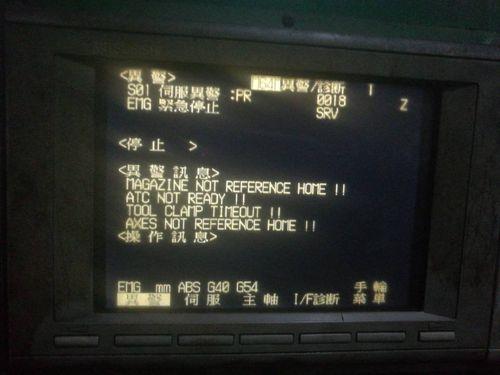 <異警> 異警/診斷 1
S01 伺服異警 :PR 0018 Z
EMG 緊急停止 SRV
<停止 >
<異警訊息>
MAGAZINE NOT REFERENCE HOME !!
ATC NOT READY !!
TOOL CLAMP TIMEOUT !!
AXES NOT REFERENCE HOME !!
<操作訊息>
EMG mm ABS G40 G54 手輪
異警 伺服 主軸 I/F診斷 菜單